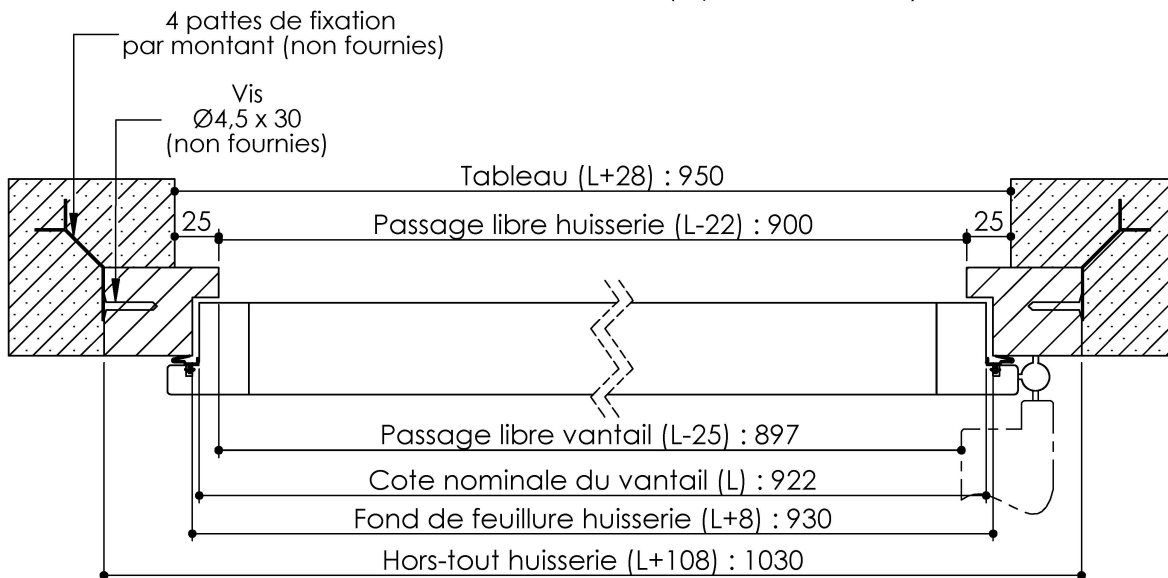 4 pattes de fixation
par montant (non fournies)
Vis
Ø4,5 x 30
(non fournies)
Tableau (L+28) : 950
25
Passage libre huisserie (L-22) : 900
25
Passage libre vantail (L-25) : 897
Cote nominale du vantail (L) : 922
Fond de feuillure huisserie (L+8) : 930
Hors-tout huisserie (L+108) : 1030